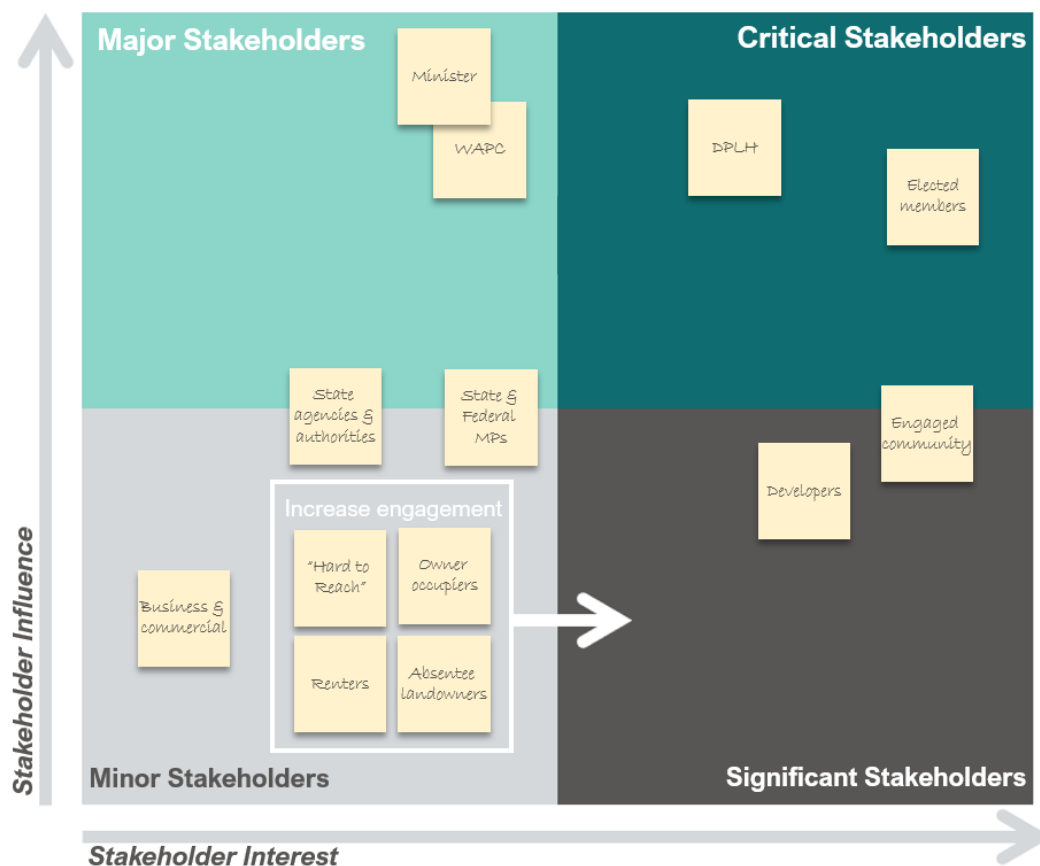 Major Stakeholders
Critical Stakeholders
Minister
WAPC
DPLH
Elected
members
State
agencies &
authorities
State &
Federal
MPs
Engaged
community
Developers
Increase engagement
"Hard to
Reach"
Owner
occupiers
Business &
commercial
Renters
Absentee
landowners
Minor Stakeholders
Significant Stakeholders
Stakeholder Influence
Stakeholder Interest